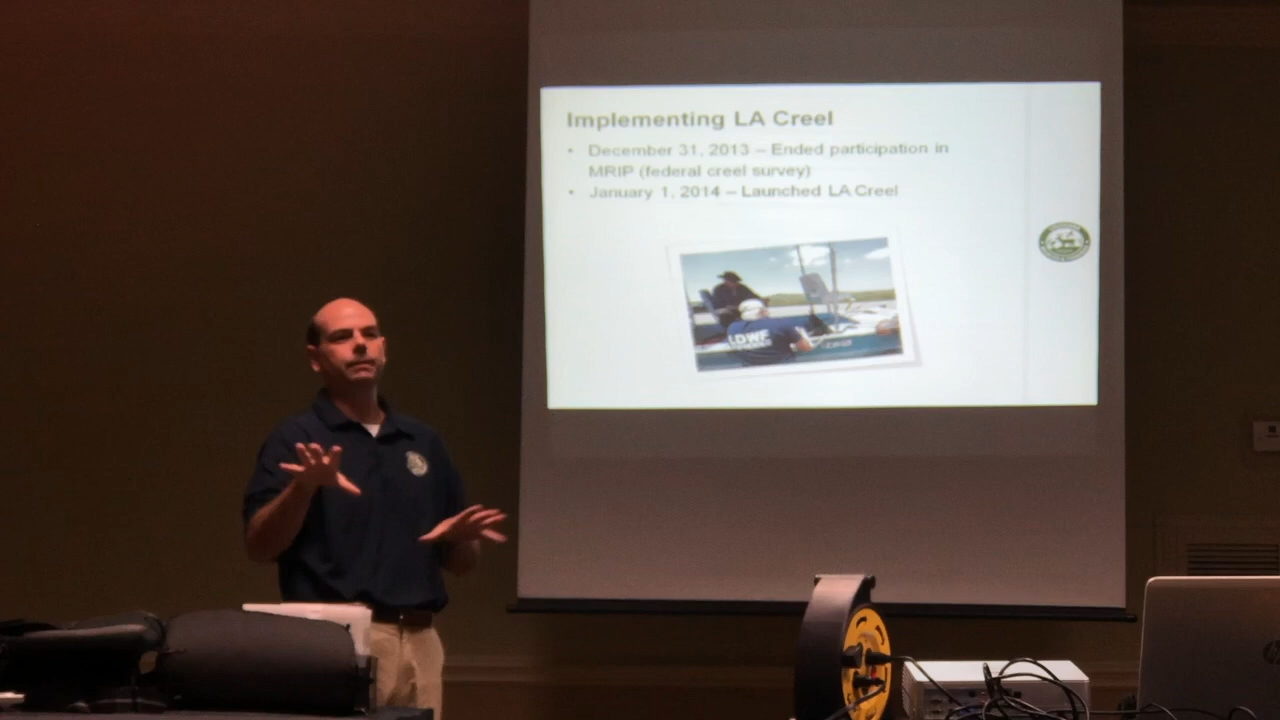 Implementing LA Creel
• December 31, 2013 – Ended participation in
MRIP (federal creel survey)
• January 1, 2014 – Launched LA Creel
LDWF